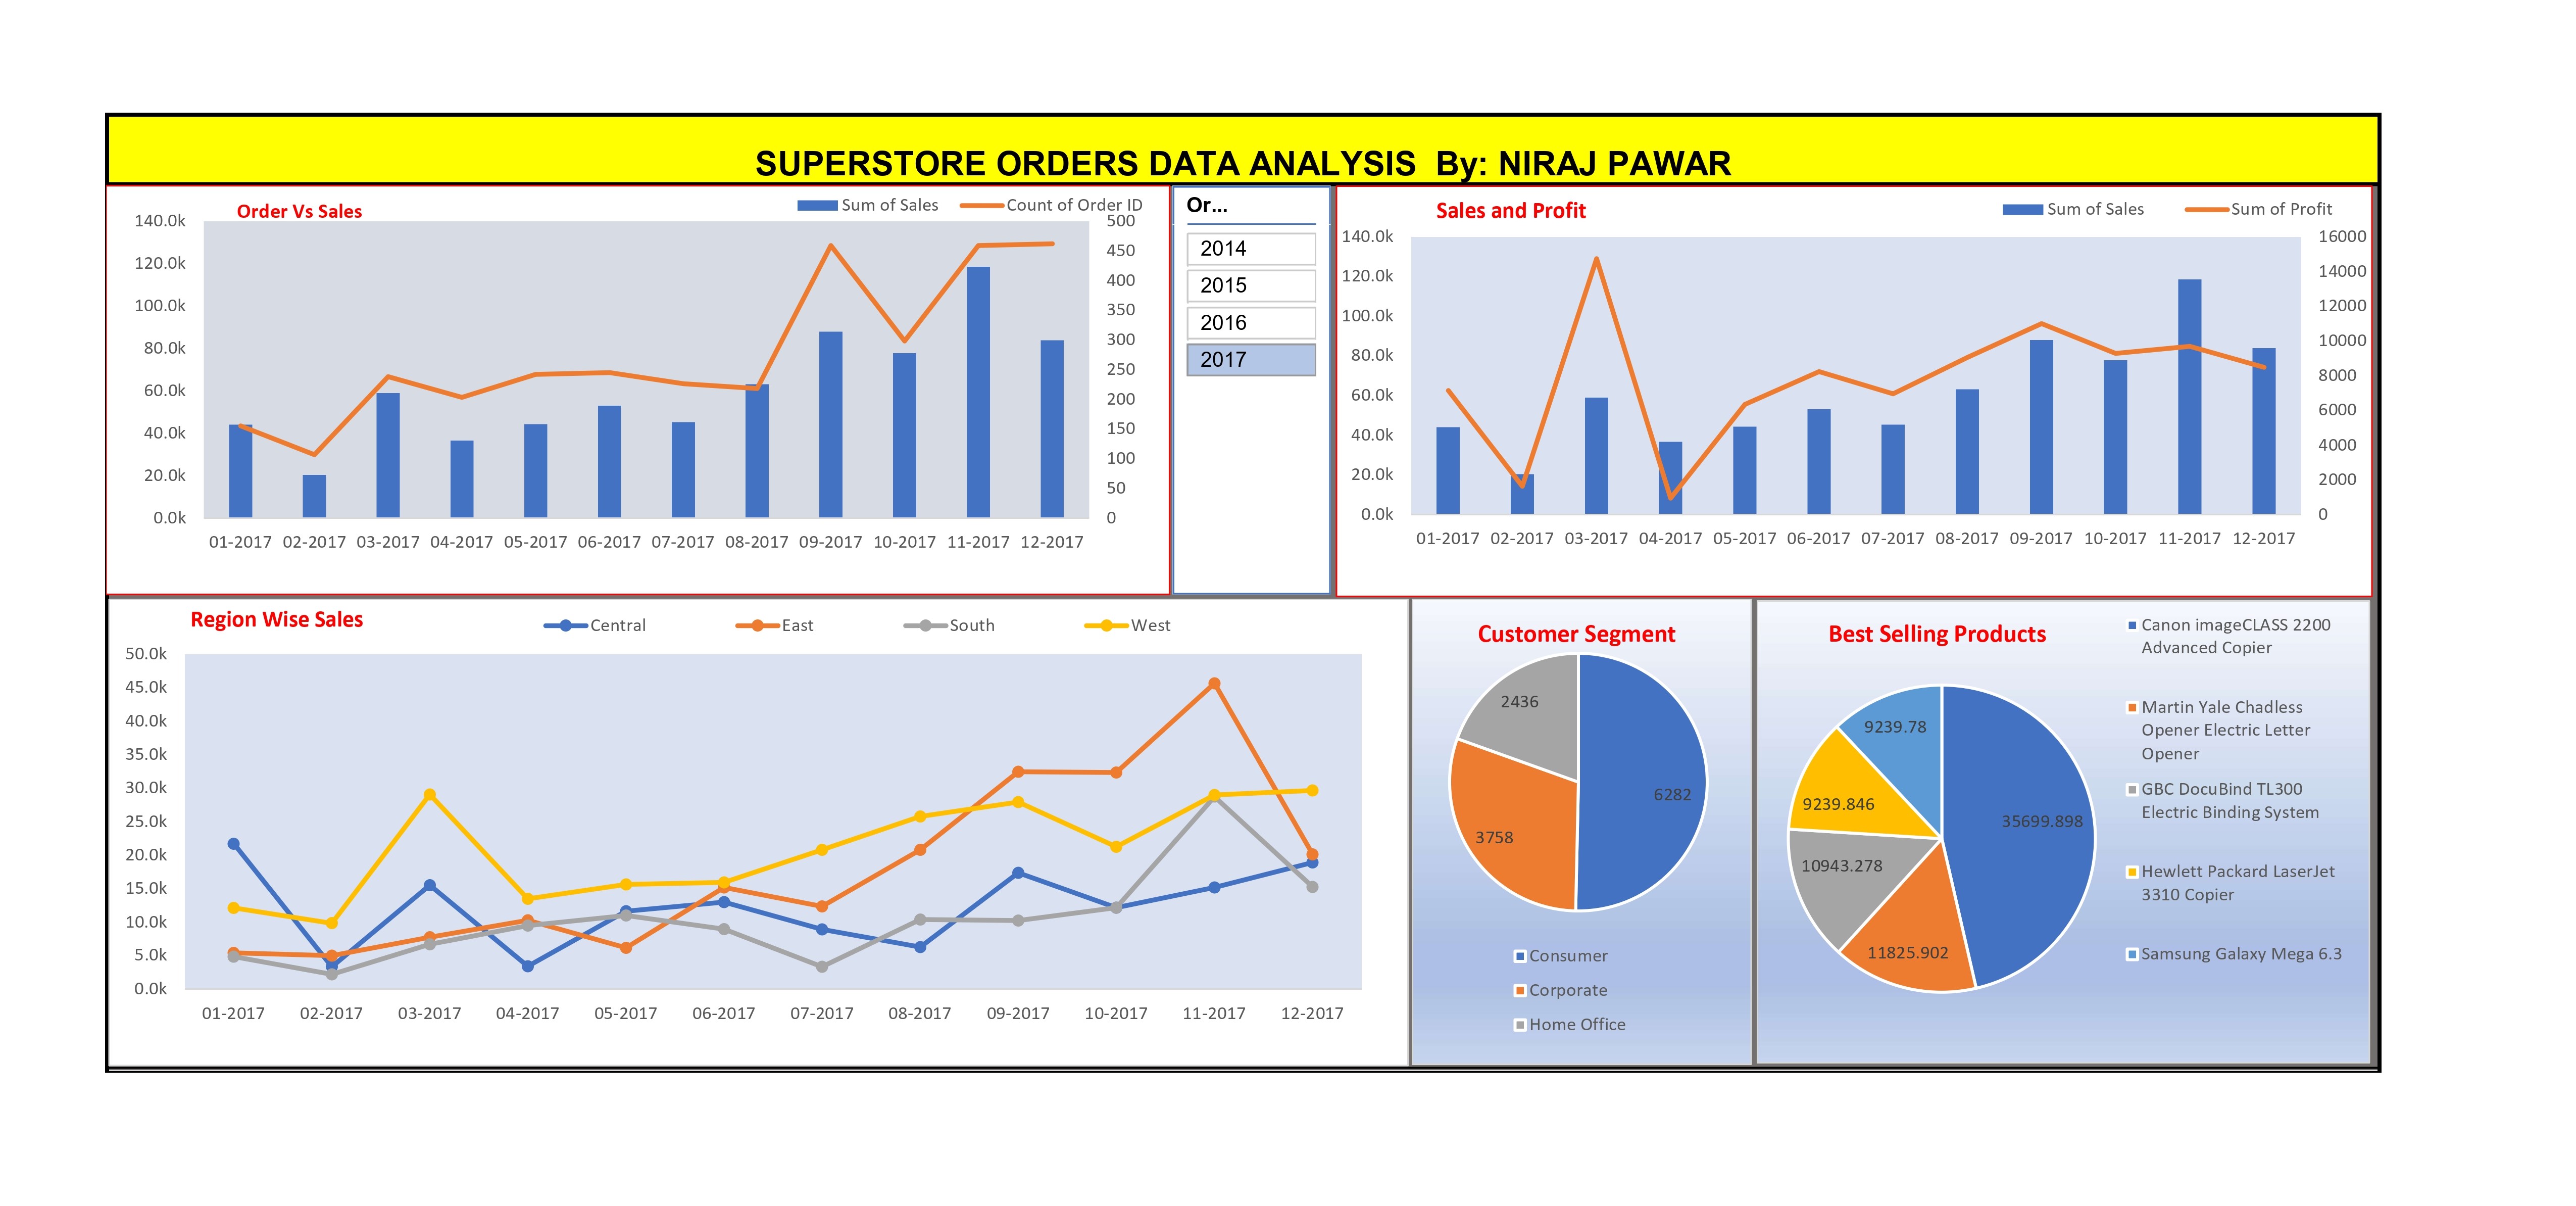 SUPERSTORE ORDERS DATA ANALYSIS  By: NIRAJ PAWAR
Order Vs Sales
Sum of Sales
Count of Order ID
140.0k
120.0k
100.0k
80.0k
60.0k
40.0k
20.0k
0.0k
500
450
400
350
300
250
200
150
100
50
0
01-2017 02-2017 03-2017 04-2017 05-2017 06-2017 07-2017 08-2017 09-2017 10-2017 11-2017 12-2017
Or...
2014
2015
2016
2017
Sales and Profit
Sum of Sales
Sum of Profit
140.0k
120.0k
100.0k
80.0k
60.0k
40.0k
20.0k
0.0k
16000
14000
12000
10000
8000
6000
4000
2000
0
01-2017 02-2017 03-2017 04-2017 05-2017 06-2017 07-2017 08-2017 09-2017 10-2017 11-2017 12-2017
Region Wise Sales
Central
East
South
West
50.0k
45.0k
40.0k
35.0k
30.0k
25.0k
20.0k
15.0k
10.0k
5.0k
0.0k
01-2017 02-2017 03-2017 04-2017 05-2017 06-2017 07-2017 08-2017 09-2017 10-2017 11-2017 12-2017
Customer Segment
2436
6282
3758
Consumer
Corporate
Home Office
Best Selling Products
9239.78
9239.846
35699.898
10943.278
11825.902
Canon imageCLASS 2200
Advanced Copier
Martin Yale Chadless
Opener Electric Letter
Opener
GBC DocuBind TL300
Electric Binding System
Hewlett Packard LaserJet
3310 Copier
Samsung Galaxy Mega 6.3